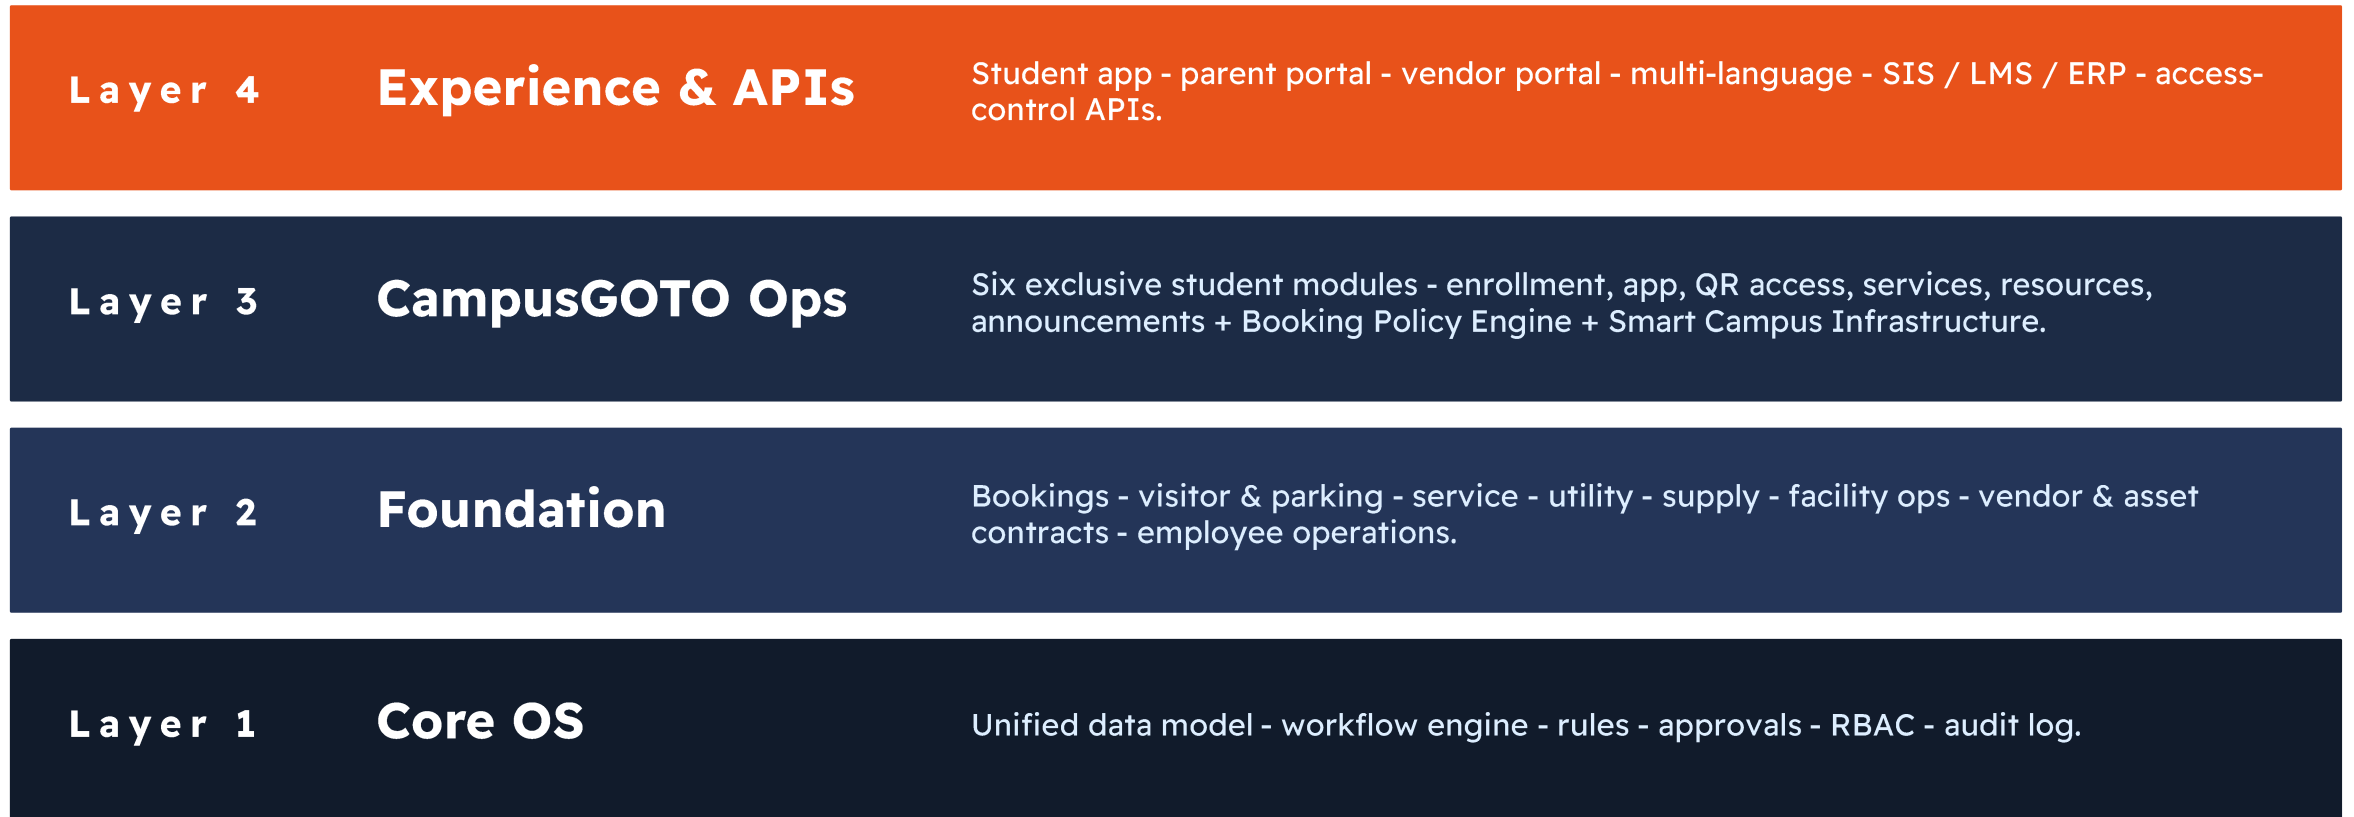 Layer 4
Experience & APIs
Student app - parent portal - vendor portal - multi-language - SIS / LMS / ERP - access-
control APIs.
Layer 3
CampusGOTO Ops
Six exclusive student modules - enrollment, app, QR access, services, resources,
announcements + Booking Policy Engine + Smart Campus Infrastructure.
Layer 2
Foundation
Bookings - visitor & parking - service - utility - supply - facility ops - vendor & asset
contracts - employee operations.
Layer 1
Core OS
Unified data model - workflow engine - rules - approvals - RBAC - audit log.